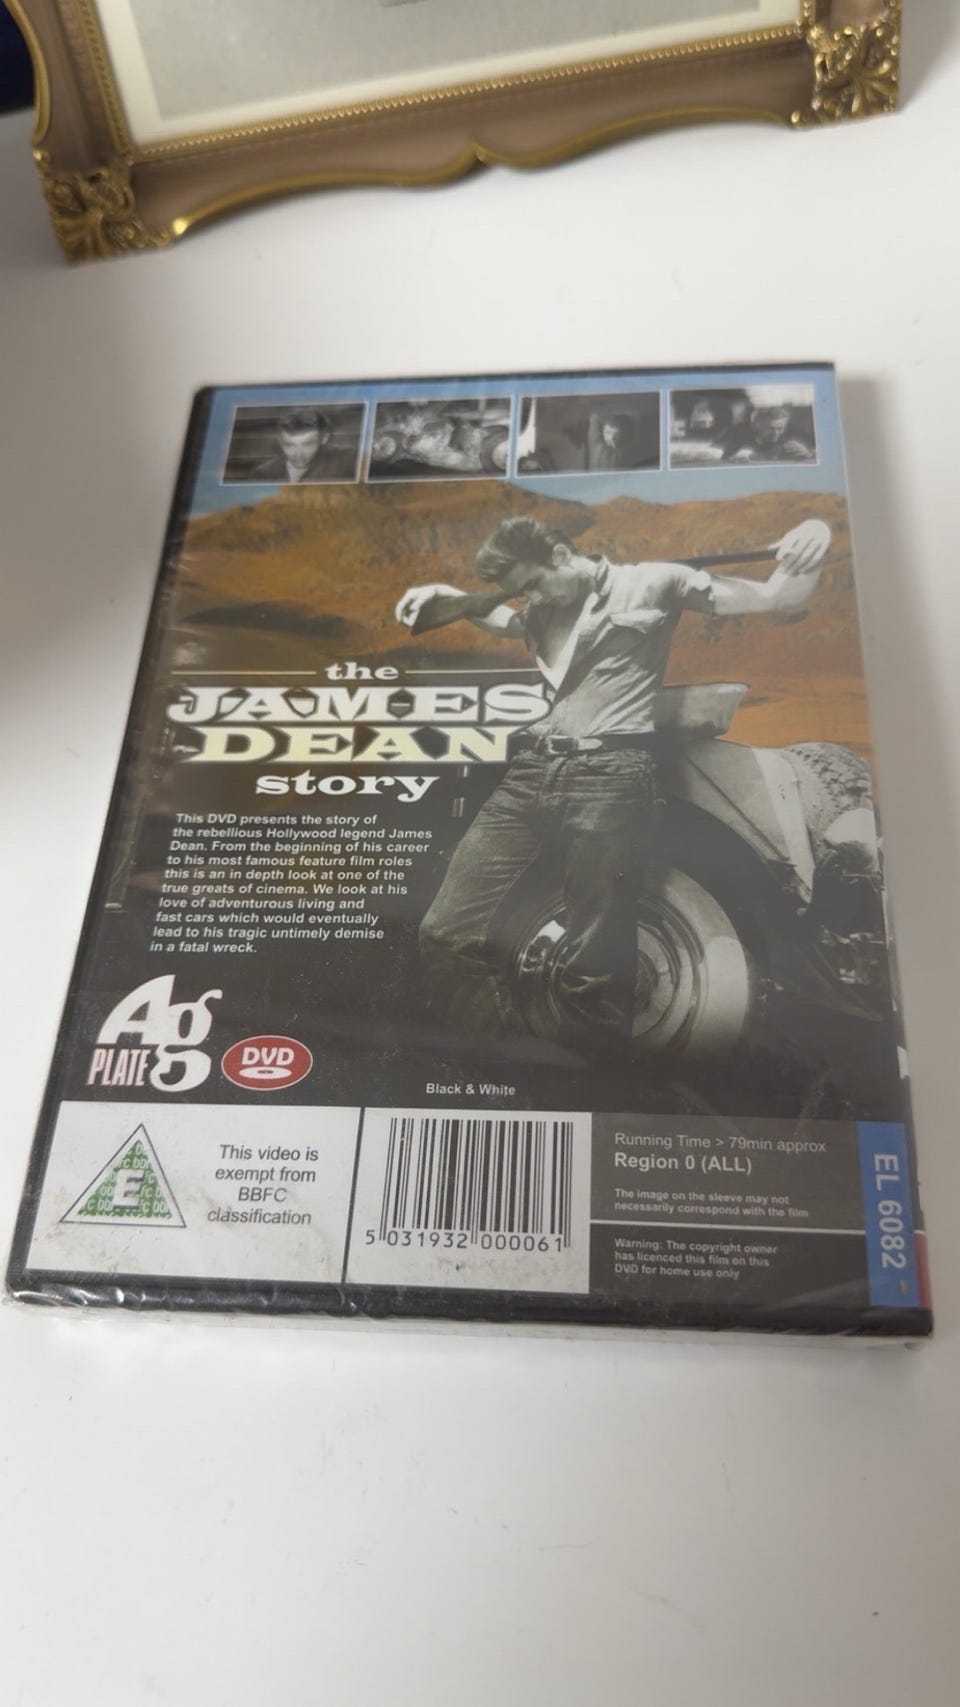 the
JAMES
DEAN
story
This DVD presents the story of
the rebellious Hollywood legend James
Dean. From the beginning of his career
to his most famous feature film roles
this is an in depth look at one of the
true greats of cinema. We look at his
love of adventurous living and
fast cars which would eventually
lead to his tragic untimely demise
in a fatal wreck.
Ag
PLATE
DVD
Black & White
E
This video is
exempt from
BBFC
classification
5 031932 000061
Running Time > 79min approx
Region 0 (ALL)
The image on the sleeve may not
necessarily correspond with the film
Warning: The copyright owner
has licenced this film on this
DVD for home use only
EL 6082